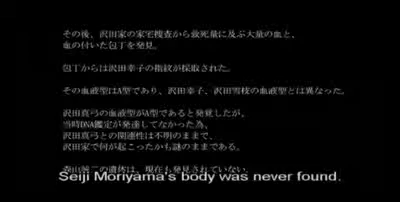 その後、沢田家の家宅捜査から致死量に及ぶ大量の血と、
血の付いた包丁を発見。
包丁からは沢田幸子の指紋が採取された。
その血液型はA型であり、沢田幸子、沢田雪枝の血液型とは異なった。
沢田真弓の血液型がA型であると発覚したが、
当時DNA鑑定が発達してなかった為、
沢田真弓との関連性は不明のままで、
沢田家で何が起こったかも謎のままである。
森山誠二の遺体は、現在も発見されていない。
Seiji Moriyama's body was never found.